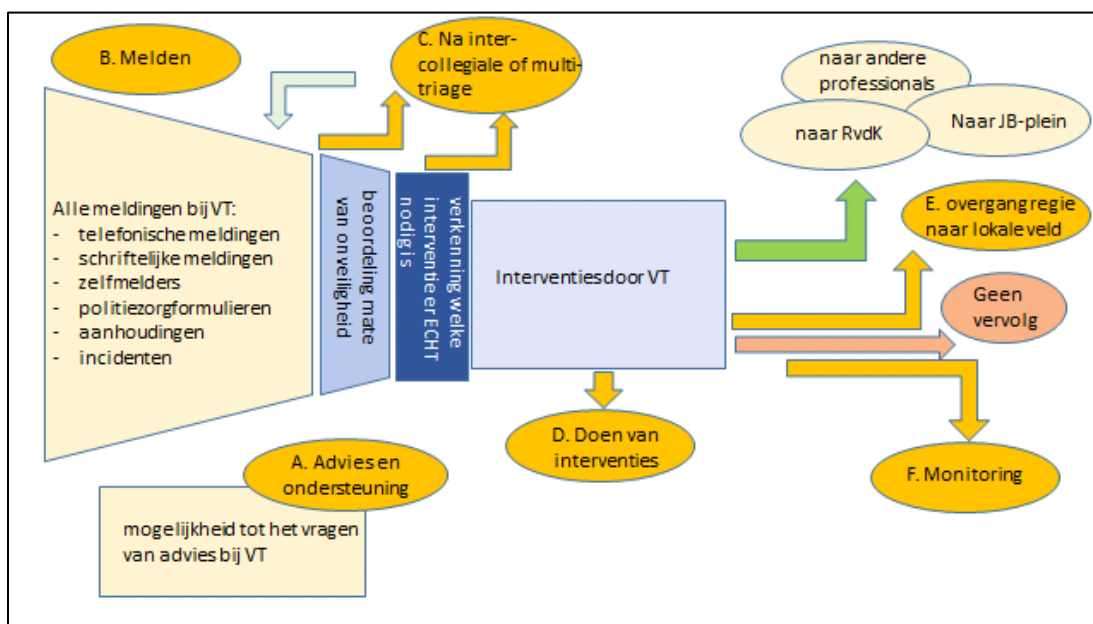 B. Melden
C. Na inter-
collegiale of multi-
triage
naar andere
professionals
naar RvdK
Naar JB-plein
Alle meldingen bij VT:
- telefonische meldingen
- schriftelijke meldingen
- zelfmelders
- politiezorgformulieren
- aanhoudingen
- incidenten
beoordeling mate
van onveiligheid
verkenning welke
interventie er ECHT
nodig is
Interventies door VT
E. overgang regie
naar lokale veld
Geen
vervolg
D. Doen van
interventies
F. Monitoring
A. Advies en
ondersteuning
mogelijkheid tot het vragen
van advies bij VT